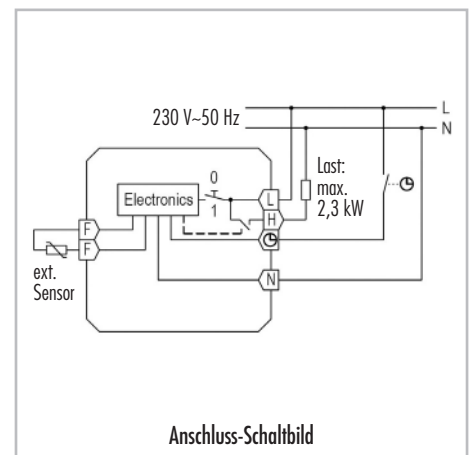 L
N
230 V~50 Hz
Last:
max.
2,3 kW
0
Electronics
1
L
H
F
F
N
ext.
Sensor
Anschluss-Schaltbild